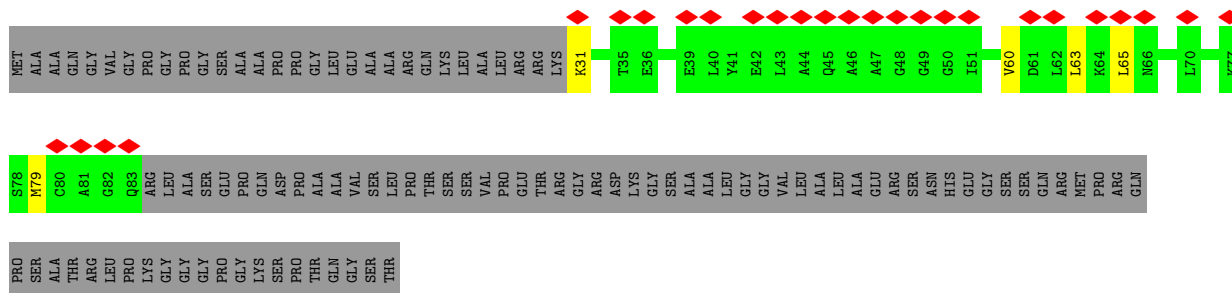 MET ALA ALA GLN GLY VAL GLY PRO GLY PRO GLY SER ALA ALA PRO PRO GLY LEU GLU ALA ALA ARG GLN LYS LEU ALA LEU ARG ARG LYS K31 T35 E36 E39 L40 Y41 E42 L43 A44 Q45 A46 A47 G48 G49 G50 I51 V60 D61 L62 L63 K64 L65 N66 L70 K77
S78 M79 C80 A81 G82 Q83 ARG LEU ALA SER GLU PRO GLN ASP PRO ALA ALA VAL SER LEU PRO THR SER SER VAL PRO GLU THR ARG GLY ARG ASP LYS GLY SER ALA ALA LEU GLY GLY VAL LEU ALA LEU ALA GLU ARG SER ASN HIS GLU GLY SER SER GLN ARG MET PRO ARG GLN
PRO SER ALA THR ARG LEU PRO LYS GLY GLY GLY PRO GLY LYS SER PRO THR GLN GLY SER THR